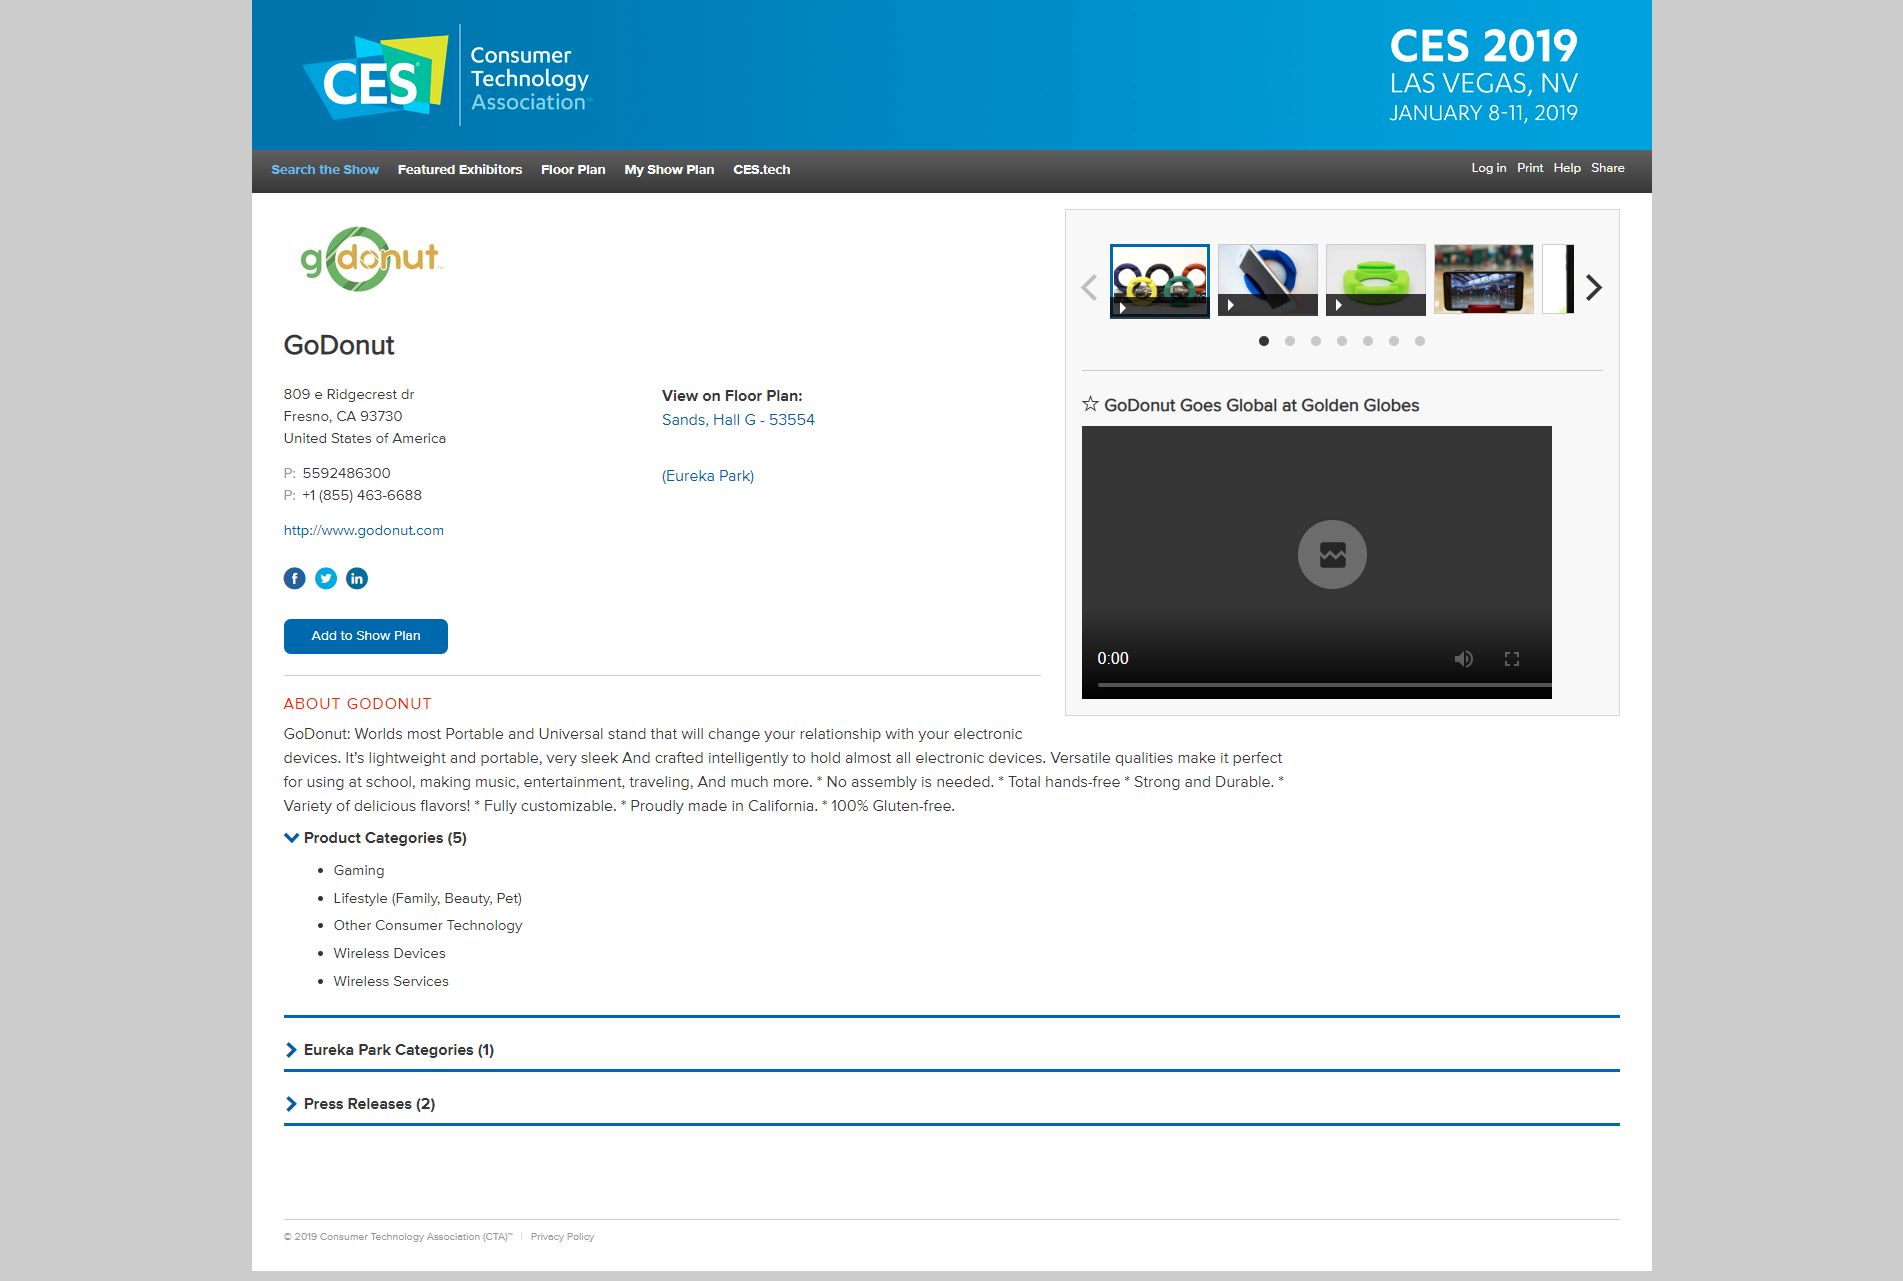 CES
Consumer
Technology
Association
CES 2019
LAS VEGAS, NV
JANUARY 8-11, 2019
Search the Show Featured Exhibitors Floor Plan My Show Plan CES.tech
Log in Print Help Share
godonut
GoDonut
809 e Ridgecrest dr
Fresno, CA 93730
United States of America
P: 5592486300
P: +1 (855) 463-6688
http://www.godonut.com
Add to Show Plan
View on Floor Plan:
Sands, Hall G - 53554
(Eureka Park)
☆ GoDonut Goes Global at Golden Globes
0:00
ABOUT GODONUT
GoDonut: Worlds most Portable and Universal stand that will change your relationship with your electronic
devices. It’s lightweight and portable, very sleek And crafted intelligently to hold almost all electronic devices. Versatile qualities make it perfect
for using at school, making music, entertainment, traveling, And much more. * No assembly is needed. * Total hands-free * Strong and Durable. *
Variety of delicious flavors! * Fully customizable. * Proudly made in California. * 100% Gluten-free.
Product Categories (5)
• Gaming
• Lifestyle (Family, Beauty, Pet)
• Other Consumer Technology
• Wireless Devices
• Wireless Services
Eureka Park Categories (1)
Press Releases (2)
© 2019 Consumer Technology Association (CTA)™ | Privacy Policy